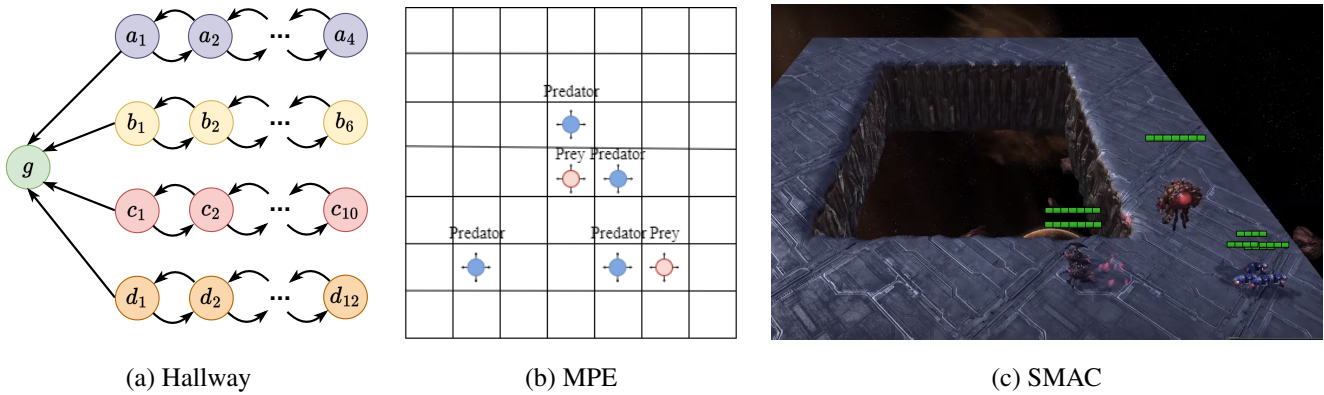 a1 a2 ... a4
b1 b2 ... b6
g
c1 c2 ... c10
d1 d2 ... d12
Predator
Prey Predator
Predator Predator Prey
(a) Hallway (b) MPE (c) SMAC